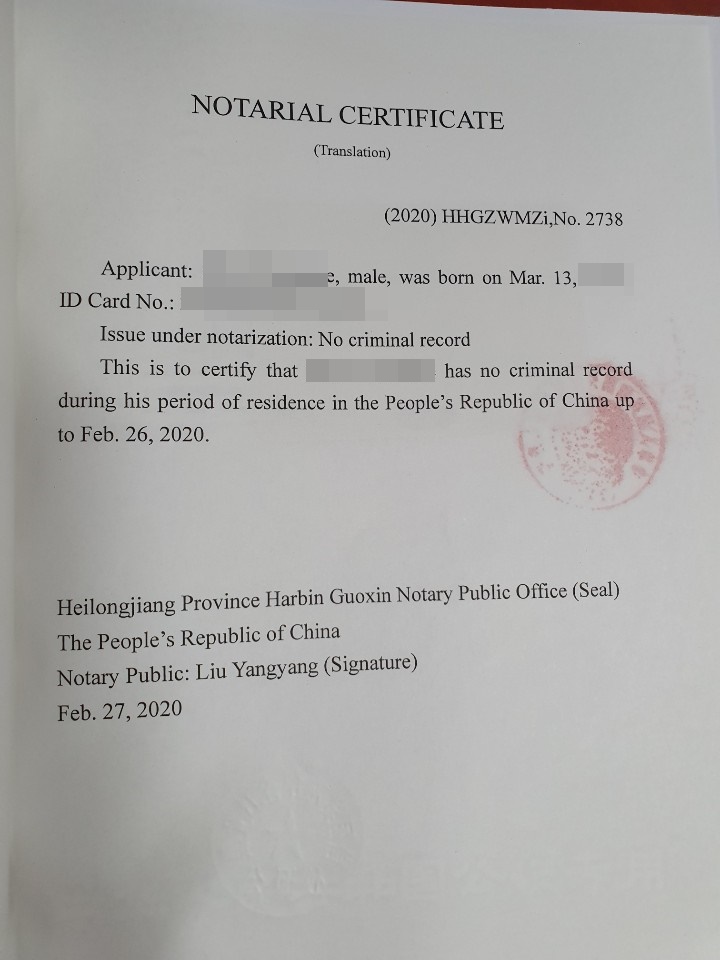 NOTARIAL CERTIFICATE
(Translation)
(2020) HHGZWMZi,No. 2738
Applicant: e, male, was born on Mar. 13,
ID Card No.:
Issue under notarization: No criminal record
This is to certify that has no criminal record
during his period of residence in the People's Republic of China up
to Feb. 26, 2020.
Heilongjiang Province Harbin Guoxin Notary Public Office (Seal)
The People's Republic of China
Notary Public: Liu Yangyang (Signature)
Feb. 27, 2020